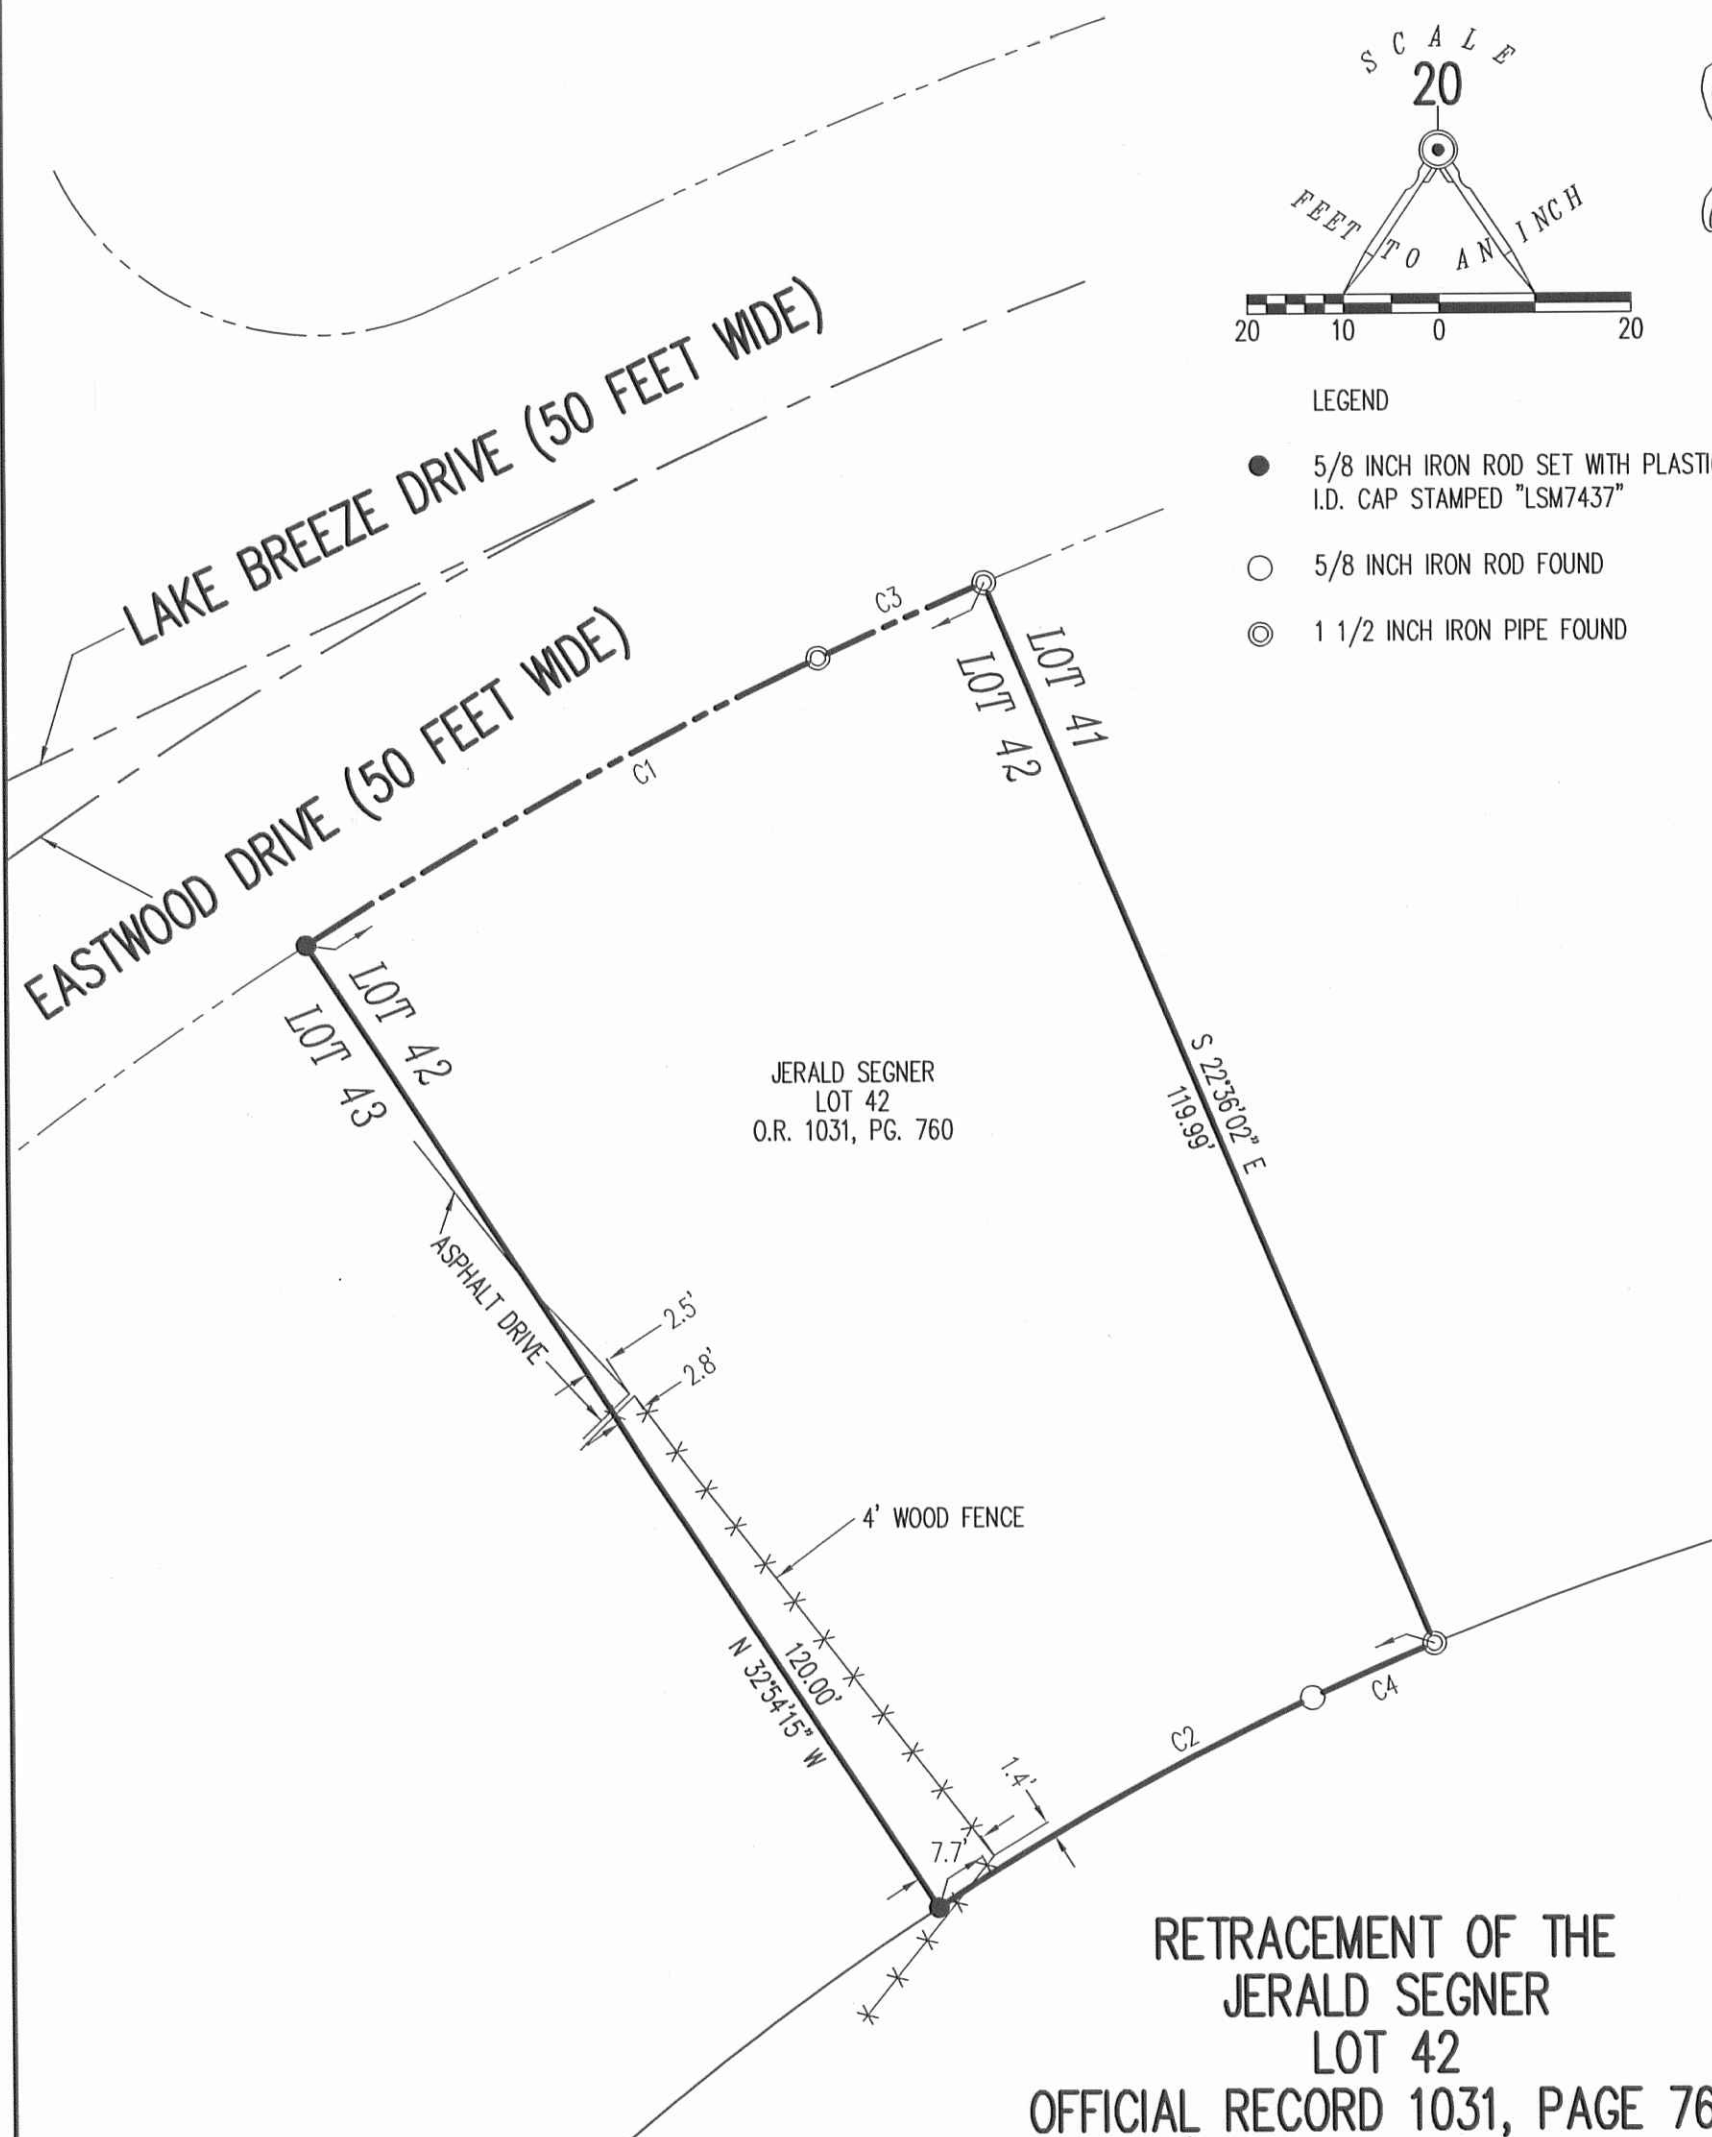 SCALE
20
FEET TO AN INCH
20 10 0 20
LEGEND
5/8 INCH IRON ROD SET WITH
I.D. CAP STAMPED "LSM7437"
5/8 INCH IRON ROD FOUND
1 1/2 INCH IRON PIPE FOUND
LAKE BREEZE DRIVE (50 FEET WIDE)
EASTWOOD DRIVE (50 FEET WIDE)
C3
C1
LOT 41
LOT 42
LOT 42
LOT 43
JERALD SEGNER
LOT 42
O.R. 1031, PG. 760
S 22°36'02" E
119.99'
ASPHALT DRIVE
2.5'
2.8'
4' WOOD FENCE
120.00'
N 32°54'15" W
C4
C2
1.4'
7.7'
RETRACEMENT OF THE
JERALD SEGNER
LOT 42
OFFICIAL RECORD 1031, PAGE